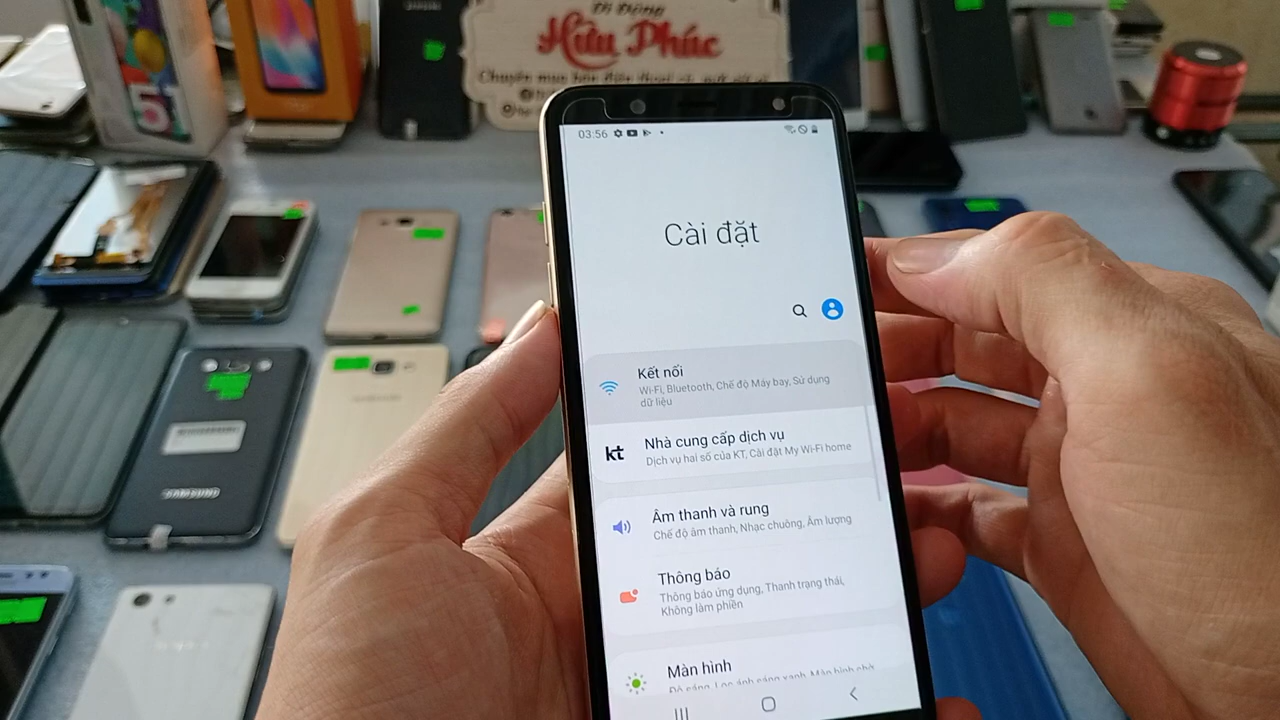 Di Động
Hữu Phúc
03:56
Cài đặt
Kết nối
Wi-Fi, Bluetooth, Chế độ Máy bay, Sử dụng
dữ liệu
kt
Nhà cung cấp dịch vụ
Dịch vụ hai số của KT, Cài đặt My Wi-Fi home
Âm thanh và rung
Chế độ âm thanh, Nhạc chuông, Âm lượng
Thông báo
Thông báo ứng dụng, Thanh trạng thái,
Không làm phiền
Màn hình
SAMSUNG